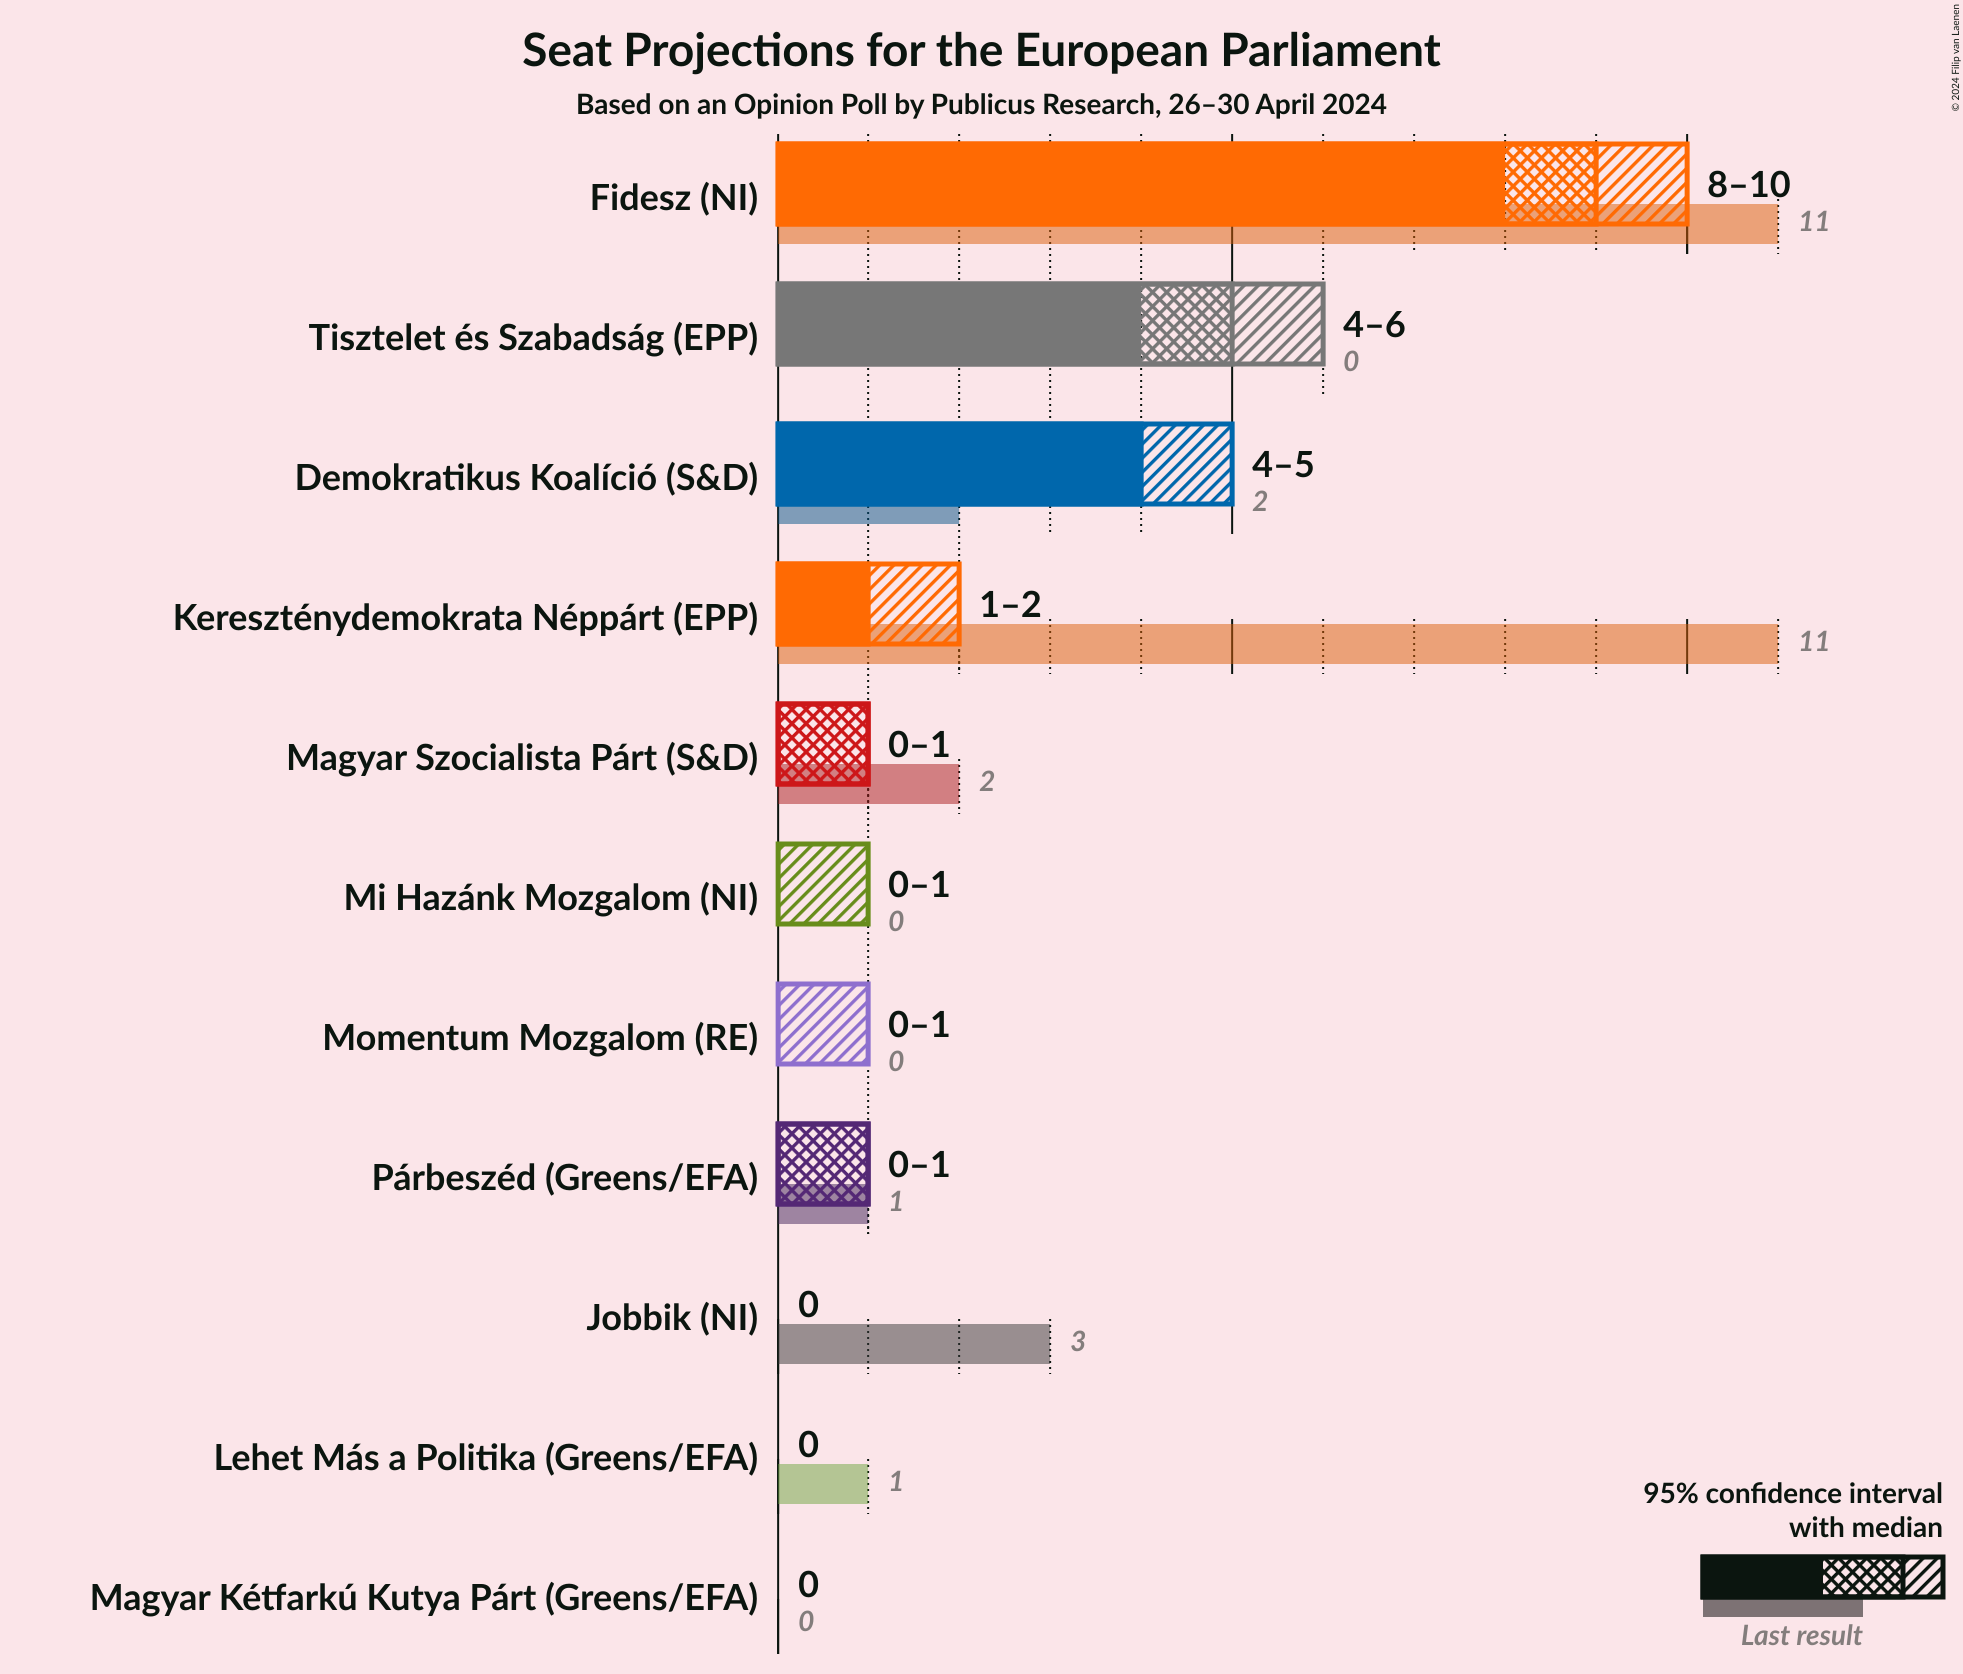 Seat Projections for the European Parliament
Based on an Opinion Poll by Publicus Research, 26–30 April 2024
© 2024 Filip van Laenen
Fidesz (NI)
8–10
11
Tisztelet és Szabadság (EPP)
4–6
0
Demokratikus Koalíció (S&D)
4–5
2
Kereszténydemokrata Néppárt (EPP)
1–2
11
Magyar Szocialista Párt (S&D)
0–1
2
Mi Hazánk Mozgalom (NI)
0–1
0
Momentum Mozgalom (RE)
0–1
0
Párbeszéd (Greens/EFA)
0–1
1
Jobbik (NI)
0
3
Lehet Más a Politika (Greens/EFA)
0
1
Magyar Kétfarkú Kutya Párt (Greens/EFA)
0
0
95% confidence interval
with median
Last result